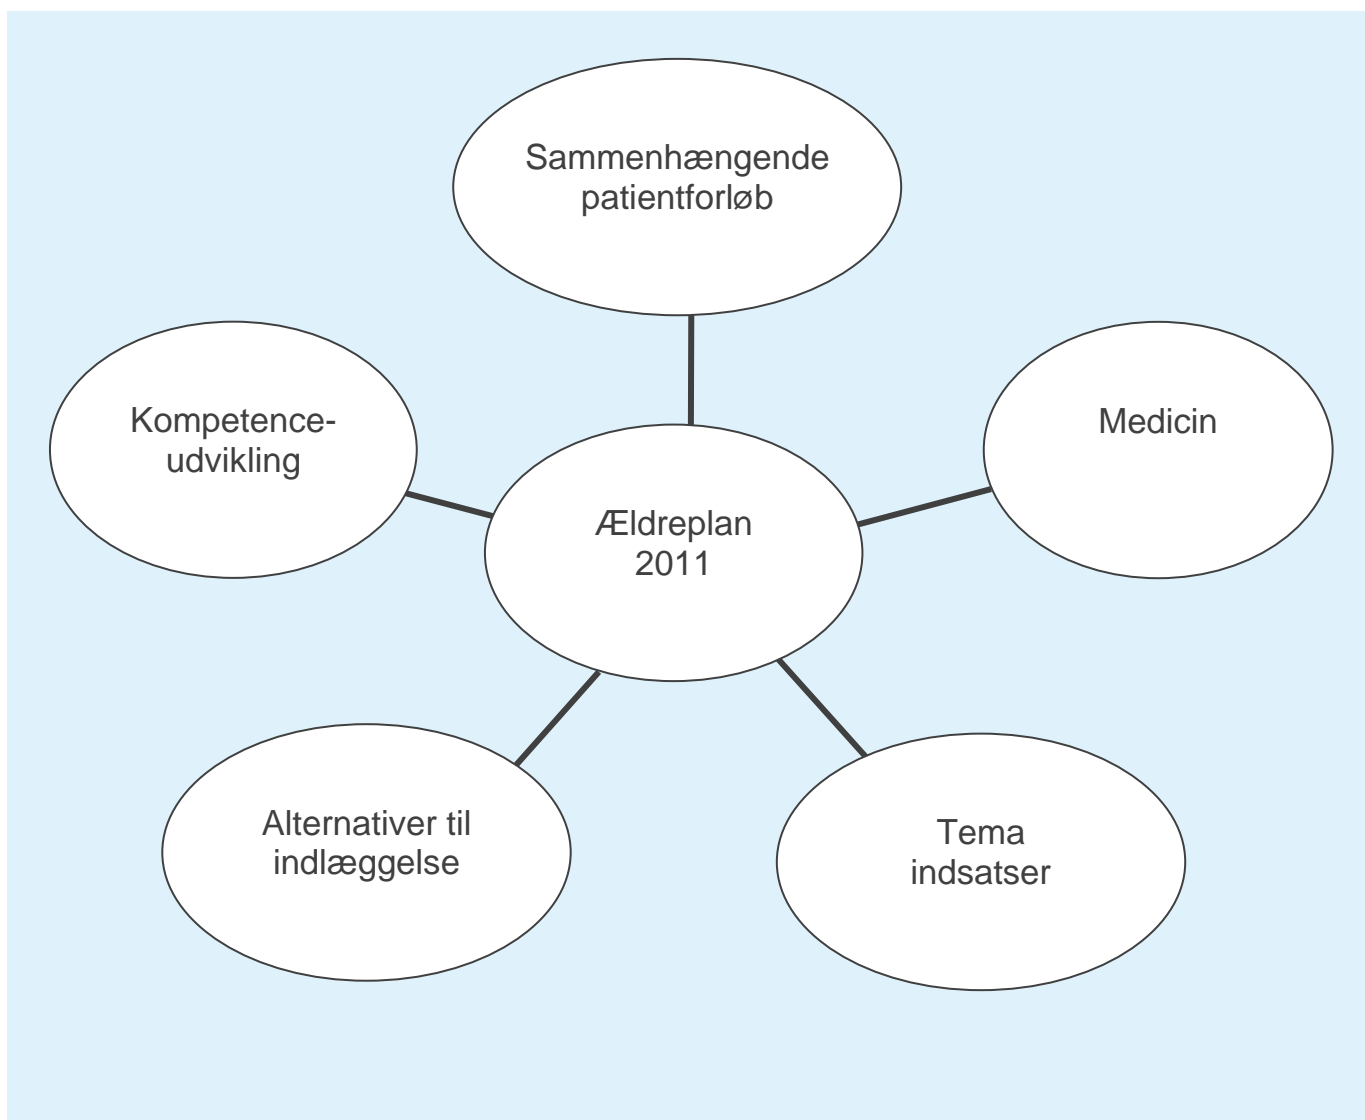 Sammenhængende
patientforløb
Kompetence-
udvikling
Medicin
Ældreplan
2011
Alternativer til
indlæggelse
Tema
indsatser